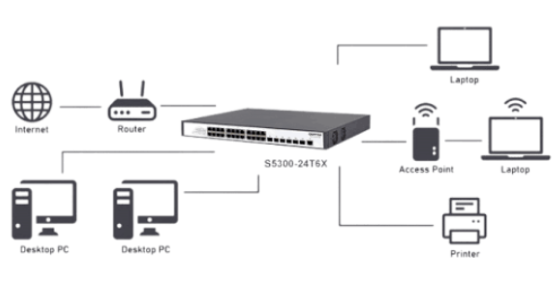 Laptop
Internet
Router
S5300-24T6X
Access Point
Laptop
Desktop PC
Desktop PC
Printer